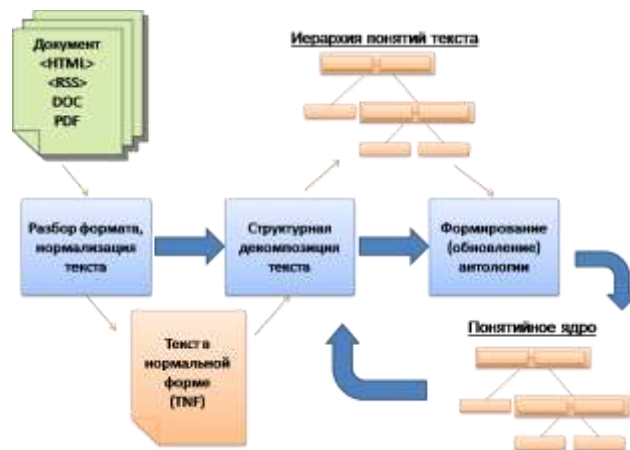 Документ
<HTML>
<RSS>
DOC
PDF
Иерархия понятий текста
Разбор формата,
нормализация
текста
Структурная
декомпозиция
текста
Формирование
(обновление)
антологии
Текст в
нормальной
форме
(TNF)
Понятийное ядро